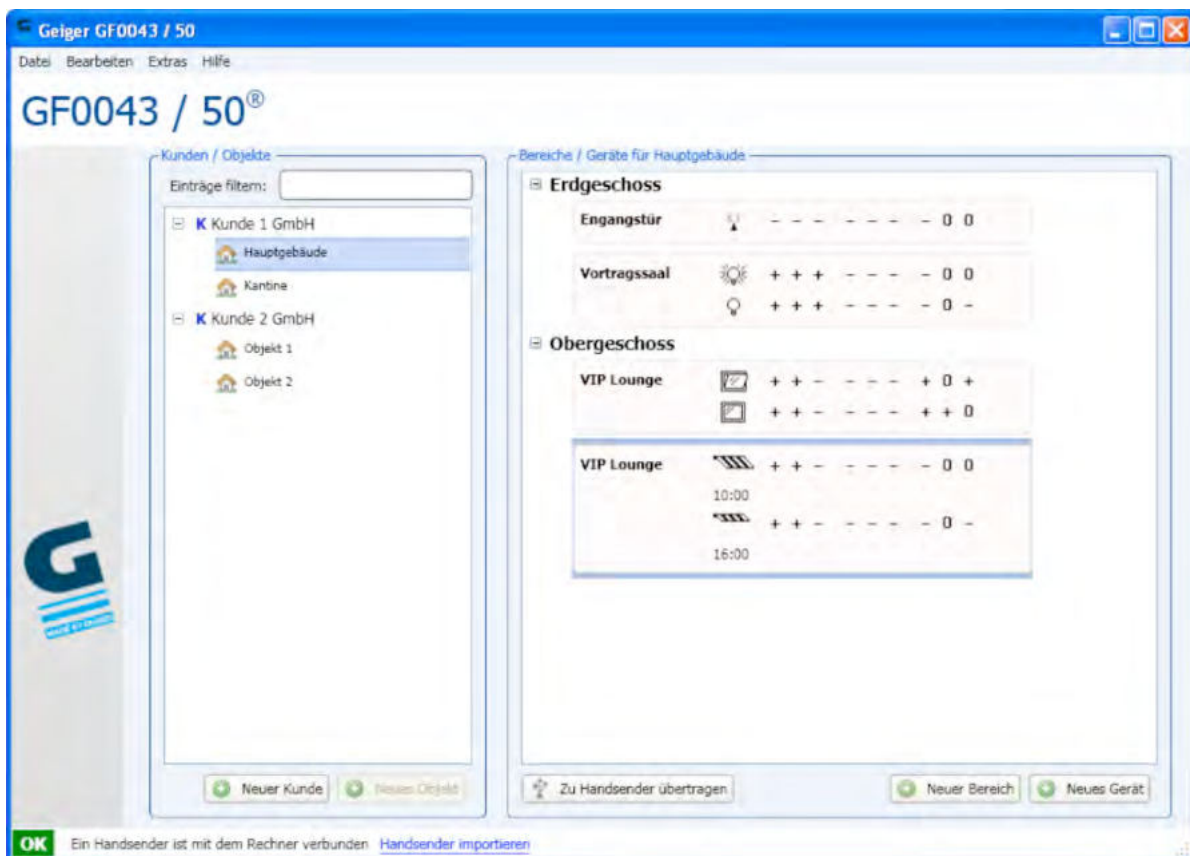 Geiger GF0043 / 50
Datei Bearbeiten Extras Hilfe
GF0043 / 50®
Kunden / Objekte
Einträge filtern:
K Kunde 1 GmbH
Hauptgebäude
Kantine
K Kunde 2 GmbH
Objekt 1
Objekt 2
Neuer Kunde Neues Objekt
Bereiche / Geräte für Hauptgebäude
Erdgeschoss
Engangstür - - - - - - - 0 0
Vortragssaal + + + - - - - 0 0
+ + + - - - - 0 -
Obergeschoss
VIP Lounge + + - - - - + 0 +
+ + - - - - + + 0
VIP Lounge + + - - - - - 0 0
10:00
+ + - - - - - 0 -
16:00
Zu Handsender übertragen Neuer Bereich Neues Gerät
G
OK Ein Handsender ist mit dem Rechner verbunden Handsender importieren